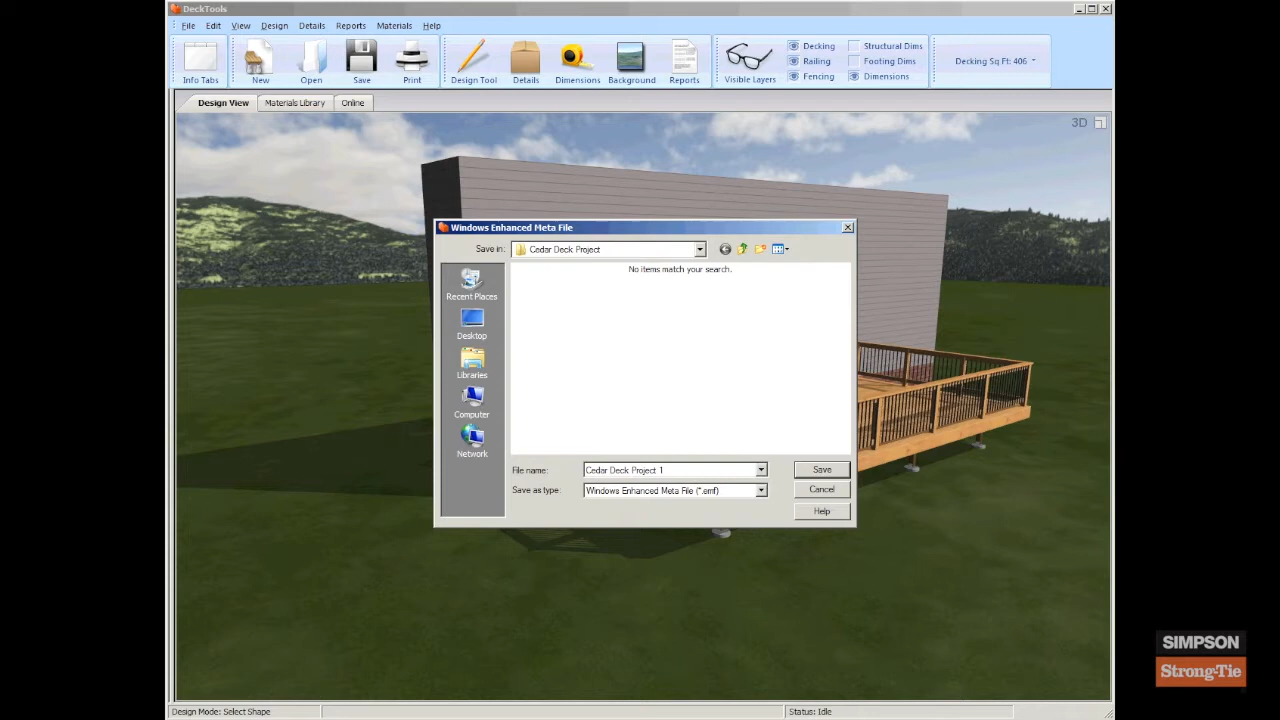 DeckTools
File Edit View Design Details Reports Materials Help
Info Tabs New Open Save Print Design Tool Details Dimensions Background Reports Visible Layers
Decking Structural Dims
Railing Footing Dims
Fencing Dimensions
Decking Sq Ft: 406
Design View Materials Library Online
3D
Windows Enhanced Meta File
Save in: Cedar Deck Project
No items match your search.
Recent Places
Desktop
Libraries
Computer
Network
File name: Cedar Deck Project 1 Save
Save as type: Windows Enhanced Meta File (*.emf) Cancel
Help
SIMPSON
Strong-Tie
Design Mode: Select Shape Status: Idle